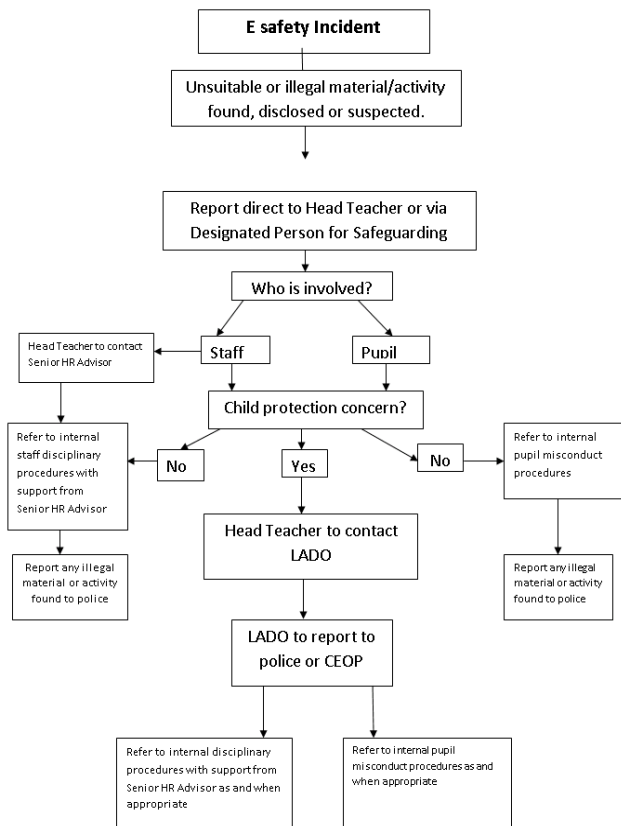 E safety Incident
Unsuitable or illegal material/activity
found, disclosed or suspected.
Report direct to Head Teacher or via
Designated Person for Safeguarding
Who is involved?
Head Teacher to contact
Senior HR Advisor
Staff
Pupil
Child protection concern?
Refer to internal
staff disciplinary
procedures with
support from
Senior HR Advisor
No
Yes
No
Refer to internal
pupil misconduct
procedures
Head Teacher to contact
LADO
Report any illegal
material or activity
found to police
Report any illegal
material or activity
found to police
LADO to report to
police or CEOP
Refer to internal disciplinary
procedures with support from
Senior HR Advisor as and when
appropriate
Refer to internal pupil
misconduct procedures as and
when appropriate